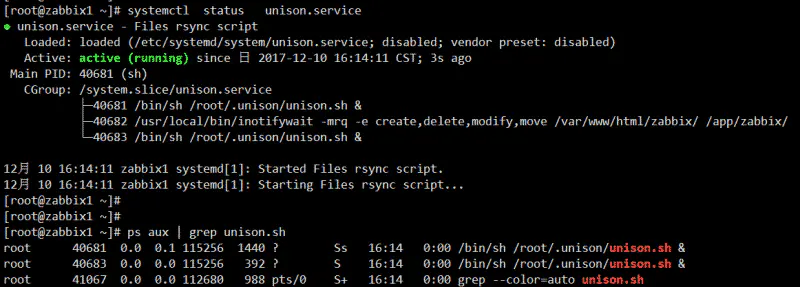 [root@zabbix1 ~]# systemctl  status   unison.service
● unison.service - Files rsync script
   Loaded: loaded (/etc/systemd/system/unison.service; disabled; vendor preset: disabled)
   Active: active (running) since 日 2017-12-10 16:14:11 CST; 3s ago
 Main PID: 40681 (sh)
   CGroup: /system.slice/unison.service
           ├─40681 /bin/sh /root/.unison/unison.sh &
           ├─40682 /usr/local/bin/inotifywait -mrq -e create,delete,modify,move /var/www/html/zabbix/ /app/zabbix/
           └─40683 /bin/sh /root/.unison/unison.sh &
12月 10 16:14:11 zabbix1 systemd[1]: Started Files rsync script.
12月 10 16:14:11 zabbix1 systemd[1]: Starting Files rsync script...
[root@zabbix1 ~]#
[root@zabbix1 ~]#
[root@zabbix1 ~]# ps aux | grep unison.sh
root      40681  0.0  0.1 115256  1440 ?        Ss   16:14   0:00 /bin/sh /root/.unison/unison.sh &
root      40683  0.0  0.0 115256   392 ?        S    16:14   0:00 /bin/sh /root/.unison/unison.sh &
root      41067  0.0  0.0 112680   988 pts/0    S+   16:14   0:00 grep --color=auto unison.sh